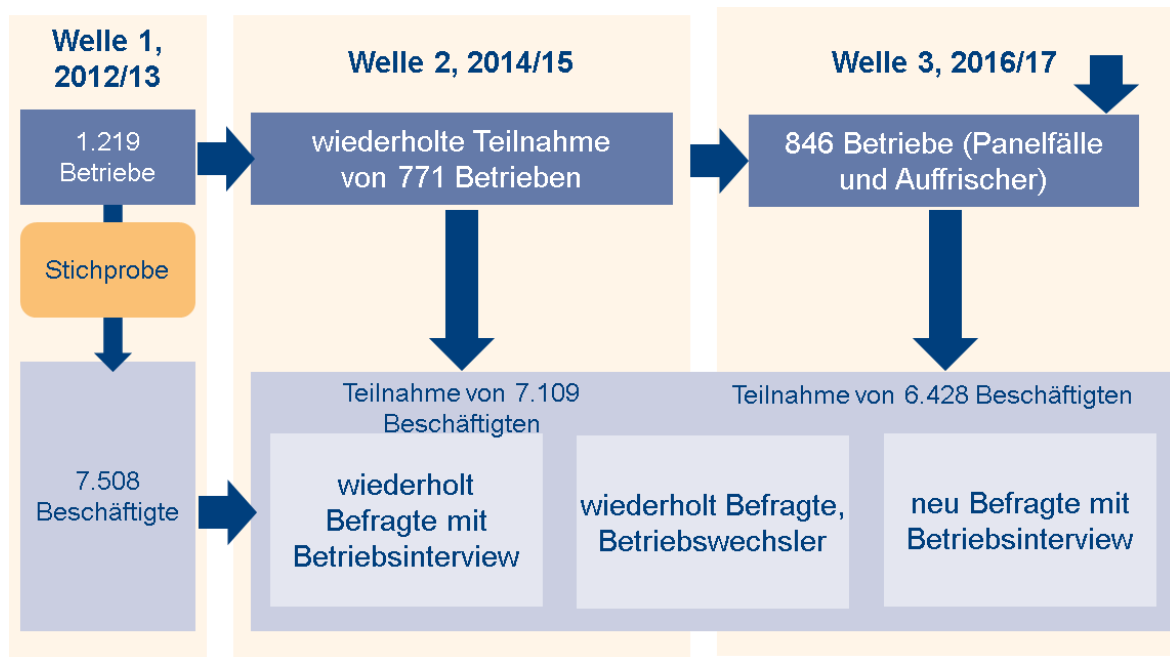 Welle 1,
2012/13
Welle 2, 2014/15
Welle 3, 2016/17
1.219
Betriebe
wiederholte Teilnahme
von 771 Betrieben
846 Betriebe (Panelfälle
und Auffrischer)
Stichprobe
7.508
Beschäftigte
Teilnahme von 7.109
Beschäftigten
Teilnahme von 6.428 Beschäftigten
wiederholt
Befragte mit
Betriebsinterview
wiederholt Befragte,
Betriebswechsler
neu Befragte mit
Betriebsinterview